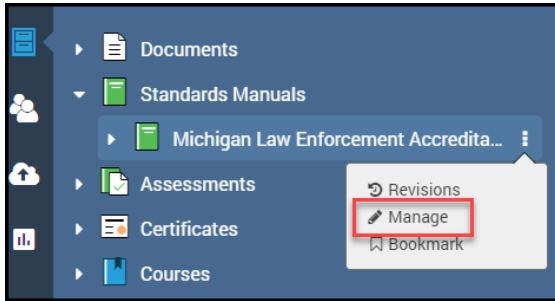 Documents
Standards Manuals
Michigan Law Enforcement Accredita...
Assessments
Revisions
Manage
Certificates
Bookmark
Courses